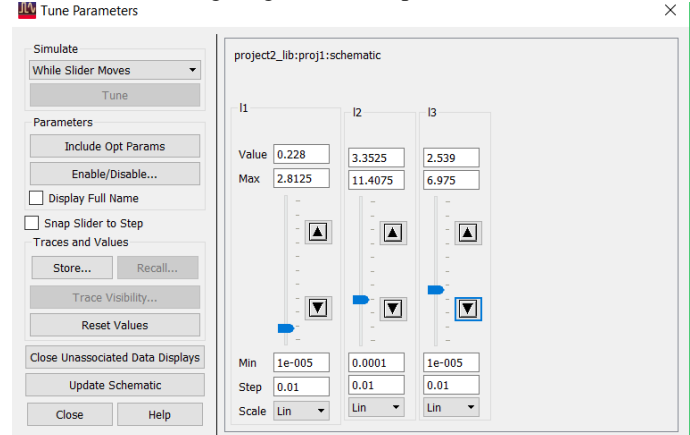 Tune Parameters
Simulate
While Slider Moves
Tune
Parameters
Include Opt Params
Enable/Disable...
Display Full Name
Snap Slider to Step
Traces and Values
Store... Recall...
Trace Visibility...
Reset Values
Close Unassociated Data Displays
Update Schematic
Close Help
project2_lib:proj1:schematic
l1 l2 l3
Value 0.228 3.3525 2.539
Max 2.8125 11.4075 6.975
Min 1e-005 0.0001 1e-005
Step 0.01 0.01 0.01
Scale Lin Lin Lin